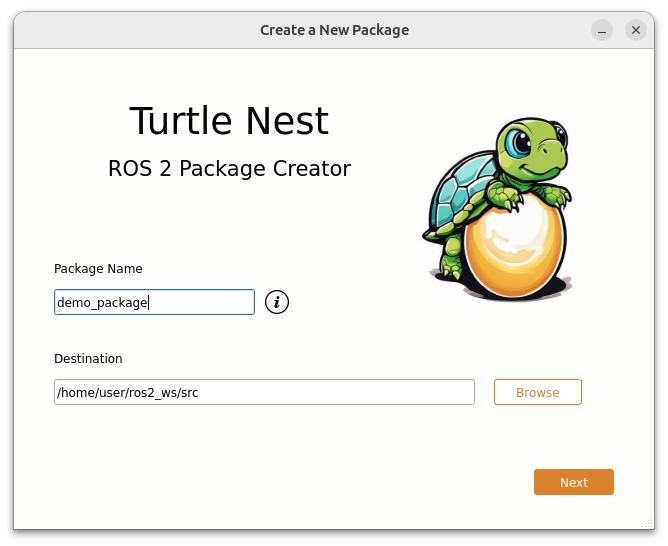 Create a New Package
Turtle Nest
ROS 2 Package Creator
Package Name
demo_package
i
Destination
/home/user/ros2_ws/src
Browse
Next